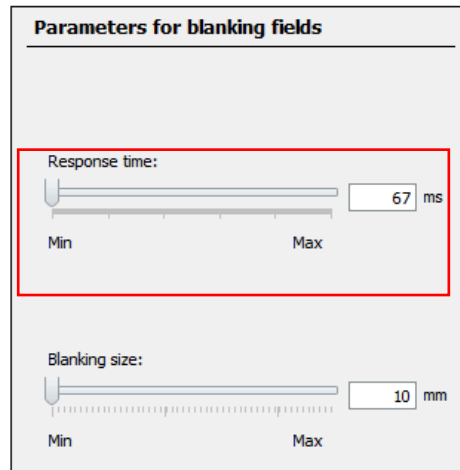 Parameters for blanking fields
Response time:
67 ms
Min Max
Blanking size:
10 mm
Min Max